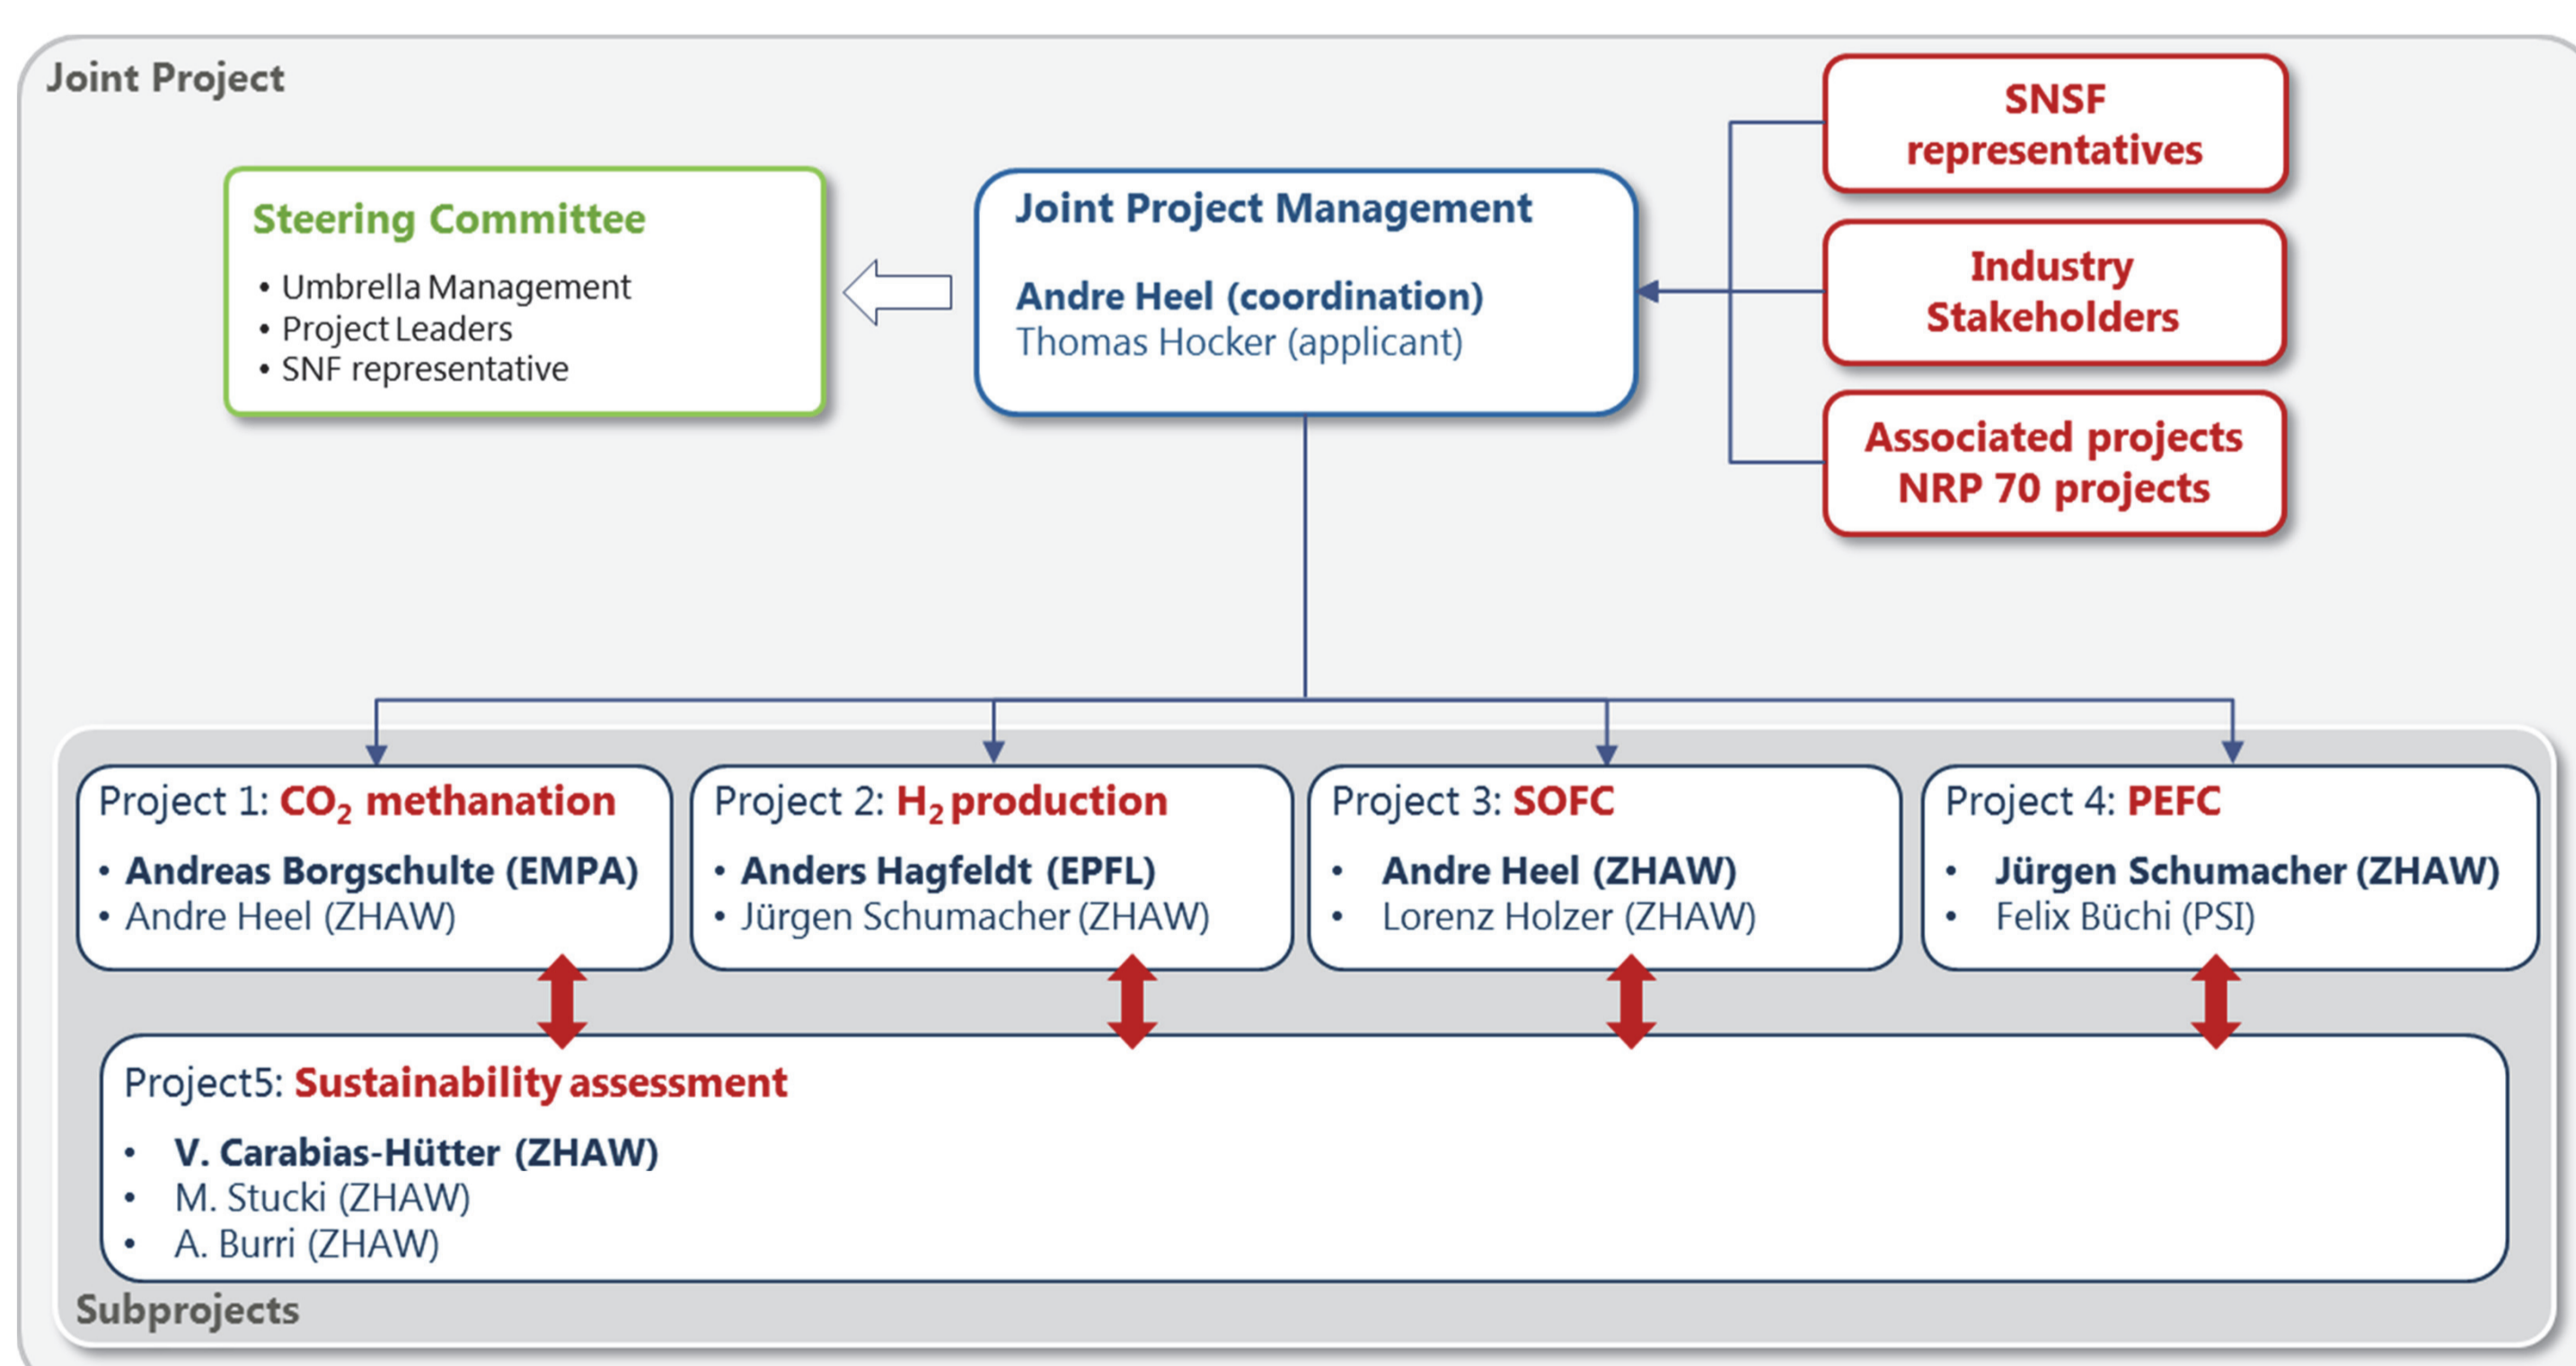 Joint Project
Steering Committee
• Umbrella Management
• Project Leaders
• SNF representative
Joint Project Management
Andre Heel (coordination)
Thomas Hocker (applicant)
SNSF
representatives
Industry
Stakeholders
Associated projects
NRP 70 projects
Project 1: CO₂ methanation
• Andreas Borgschulte (EMPA)
• Andre Heel (ZHAW)
Project 2: H₂ production
• Anders Hagfeldt (EPFL)
• Jürgen Schumacher (ZHAW)
Project 3: SOFC
• Andre Heel (ZHAW)
• Lorenz Holzer (ZHAW)
Project 4: PEFC
• Jürgen Schumacher (ZHAW)
• Felix Büchi (PSI)
Project5: Sustainability assessment
• V. Carabias-Hütter (ZHAW)
• M. Stucki (ZHAW)
• A. Burri (ZHAW)
Subprojects